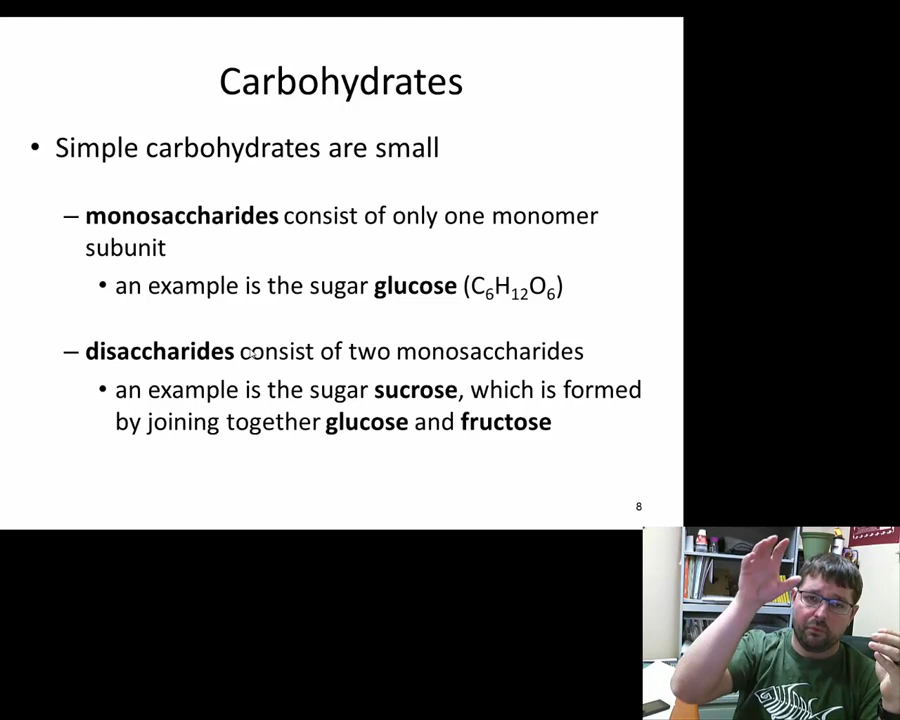 Carbohydrates
• Simple carbohydrates are small
– monosaccharides consist of only one monomer
subunit
• an example is the sugar glucose (C₆H₁₂O₆)
– disaccharides consist of two monosaccharides
• an example is the sugar sucrose, which is formed
by joining together glucose and fructose
8